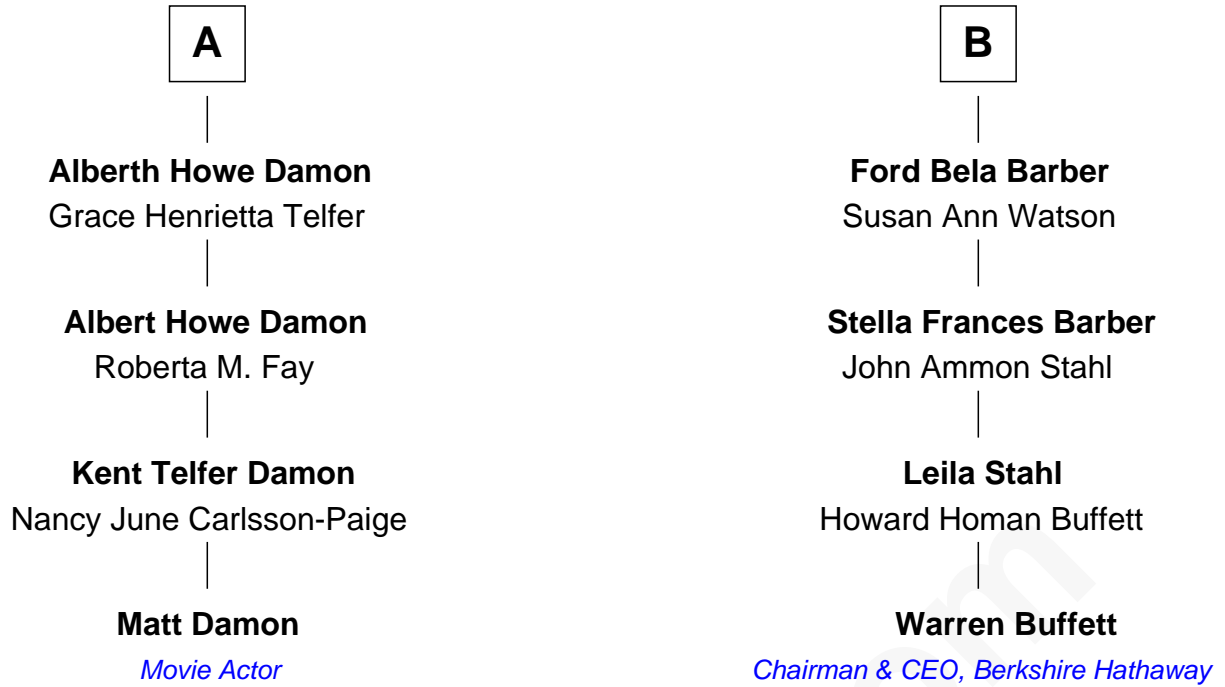 A
B
Alberth Howe Damon
Grace Henrietta Telfer
Ford Bela Barber
Susan Ann Watson
Albert Howe Damon
Roberta M. Fay
Stella Frances Barber
John Ammon Stahl
Kent Telfer Damon
Nancy June Carlsson-Paige
Leila Stahl
Howard Homan Buffett
Matt Damon
Movie Actor
Warren Buffett
Chairman & CEO, Berkshire Hathaway